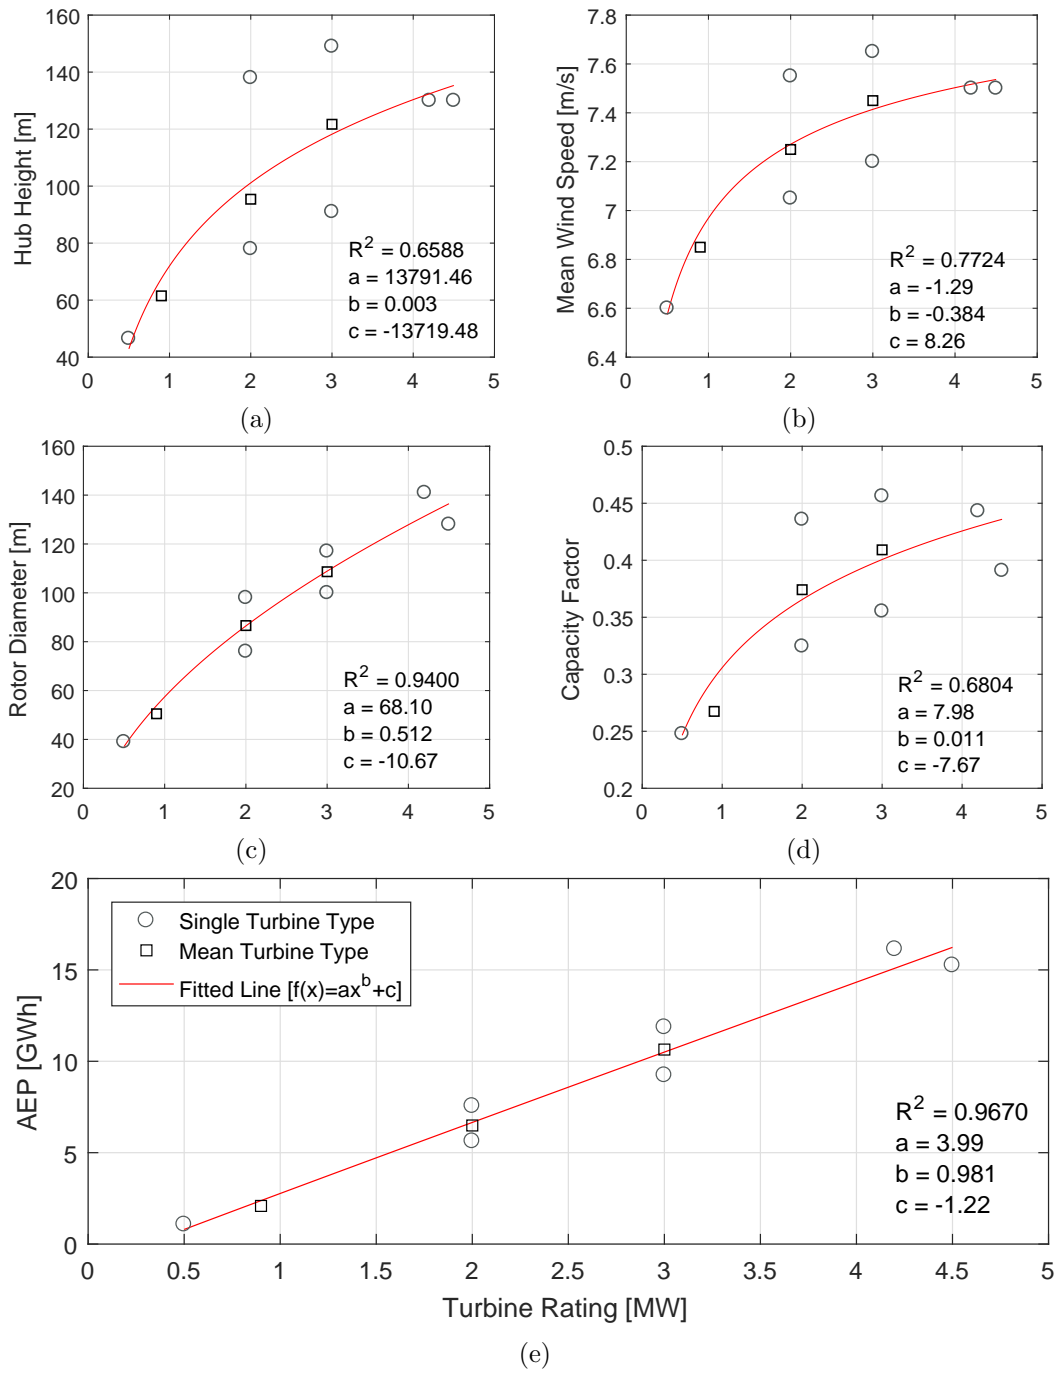 160
140
120
100
80
60
40
Hub Height [m]
R² = 0.6588
a = 13791.46
b = 0.003
c = -13719.48
0 1 2 3 4 5
(a)
7.8
7.6
7.4
7.2
7
6.8
6.6
6.4
Mean Wind Speed [m/s]
R² = 0.7724
a = -1.29
b = -0.384
c = 8.26
0 1 2 3 4 5
(b)
160
140
120
100
80
60
40
20
Rotor Diameter [m]
R² = 0.9400
a = 68.10
b = 0.512
c = -10.67
0 1 2 3 4 5
(c)
0.5
0.45
0.4
0.35
0.3
0.25
0.2
Capacity Factor
R² = 0.6804
a = 7.98
b = 0.011
c = -7.67
0 1 2 3 4 5
(d)
20
15
10
5
0
AEP [GWh]
Single Turbine Type
Mean Turbine Type
Fitted Line [f(x)=ax^b+c]
R² = 0.9670
a = 3.99
b = 0.981
c = -1.22
0 0.5 1 1.5 2 2.5 3 3.5 4 4.5 5
Turbine Rating [MW]
(e)